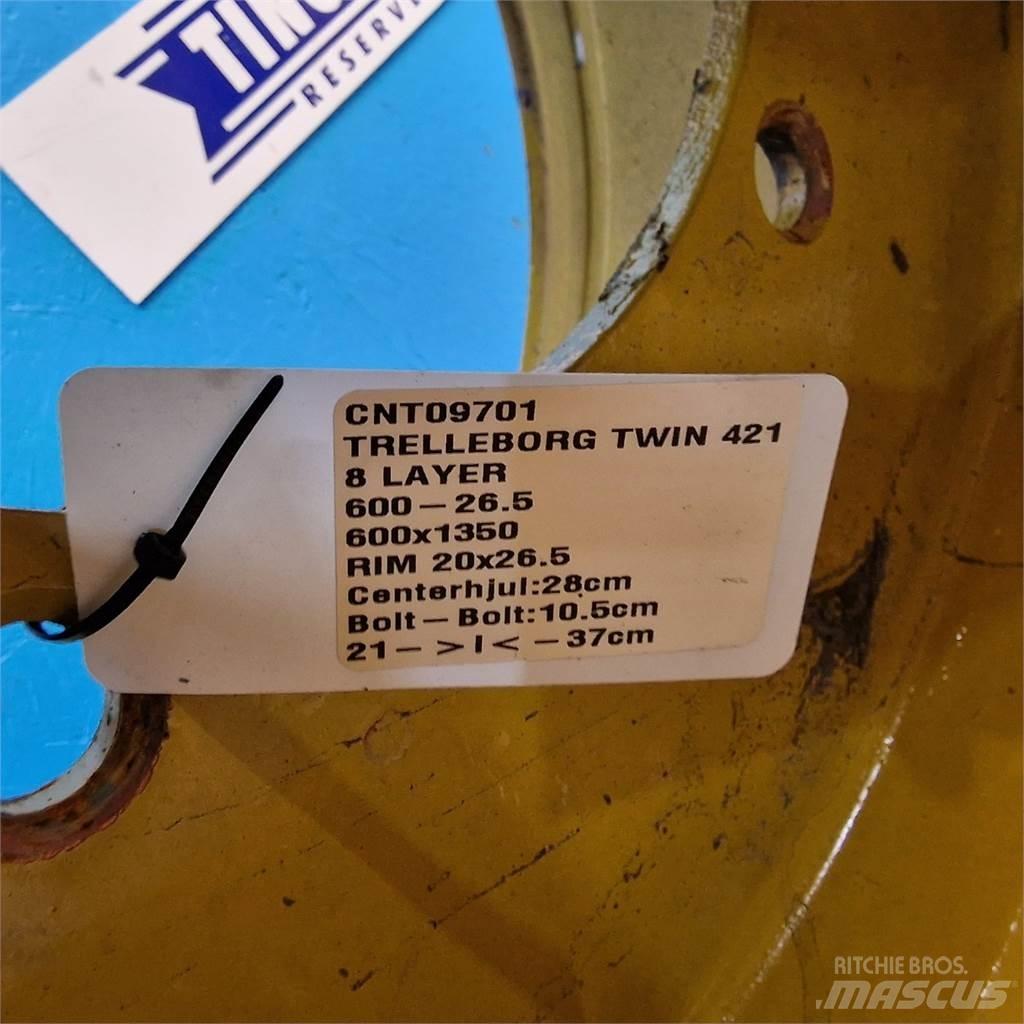 RESERV
CNT09701
TRELLEBORG TWIN 421
8 LAYER
600-26.5
600x1350
RIM 20x26.5
Centerhjul:28cm
Bolt-Bolt:10.5cm
21- >I< -37cm
RITCHIE BROS.
MASCUS